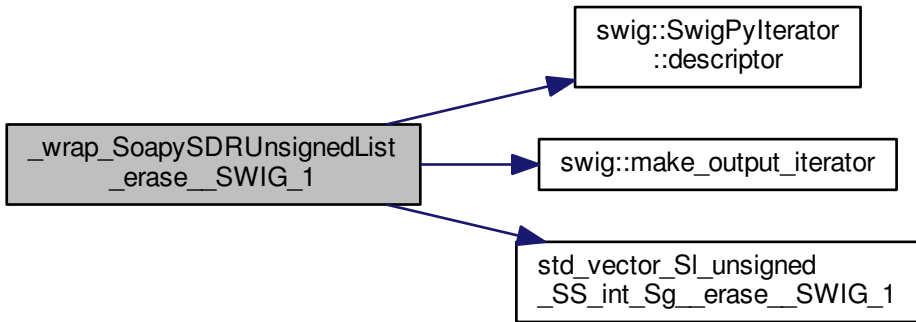 _wrap_SoapySDRUnsignedList
_erase__SWIG_1
swig::SwigPyIterator
::descriptor
swig::make_output_iterator
std_vector_Sl_unsigned
_SS_int_Sg__erase__SWIG_1